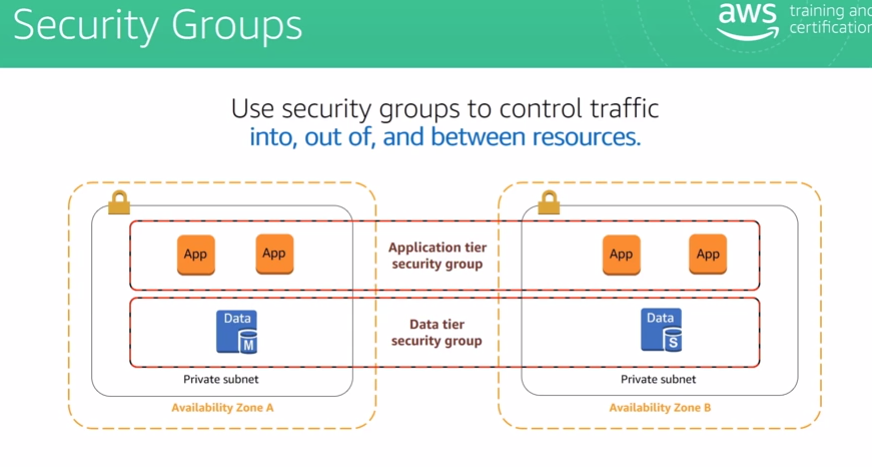 Security Groups
aws
training and
certification
Use security groups to control traffic
into, out of, and between resources.
App
App
Application tier
security group
App
App
Data
M
Data tier
security group
Data
S
Private subnet
Private subnet
Availability Zone A
Availability Zone B